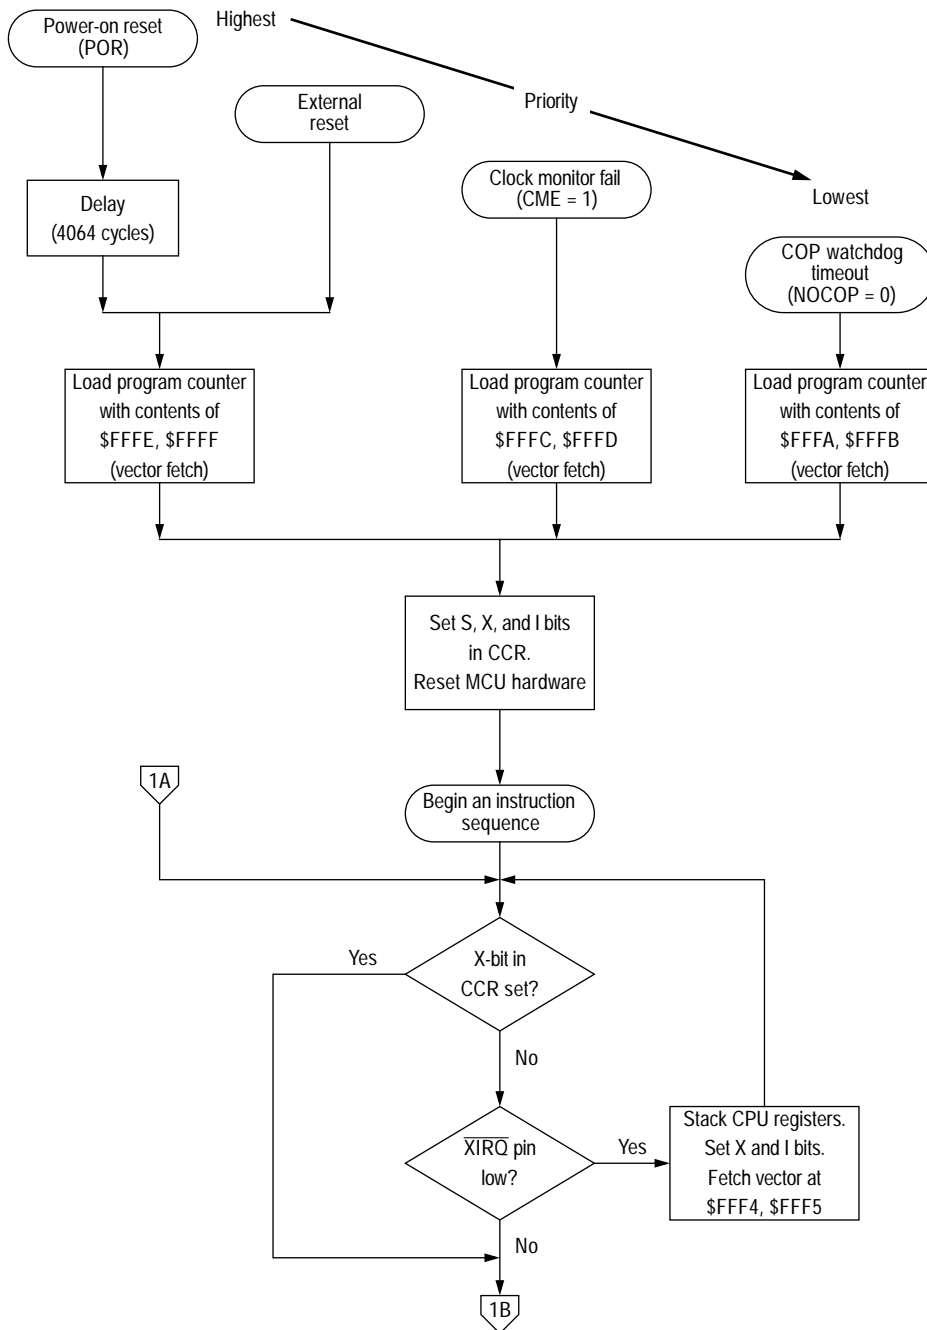 Power-on reset
(POR)
Highest
External
reset
Priority
Clock monitor fail
(CME = 1)
Lowest
Delay
(4064 cycles)
COP watchdog
timeout
(NOCOP = 0)
Load program counter
with contents of
$FFFE, $FFFF
(vector fetch)
Load program counter
with contents of
$FFFC, $FFFD
(vector fetch)
Load program counter
with contents of
$FFFA, $FFFB
(vector fetch)
Set S, X, and I bits
in CCR.
Reset MCU hardware
1A
Begin an instruction
sequence
Yes
X-bit in
CCR set?
No
X̅I̅R̅Q̅ pin
low?
Yes
Stack CPU registers.
Set X and I bits.
Fetch vector at
$FFF4, $FFF5
No
1B